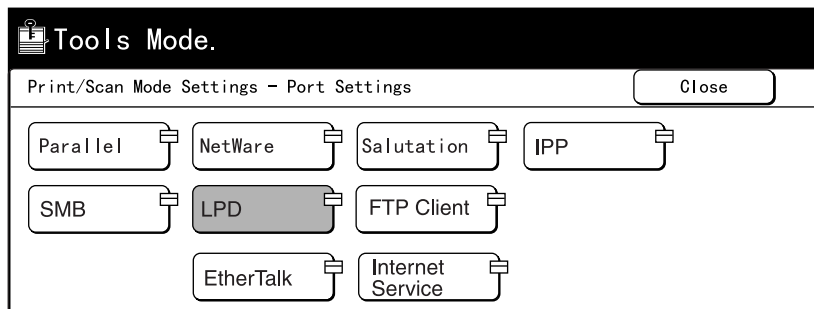 Tools Mode.
Print/Scan Mode Settings - Port Settings
Close
Parallel
NetWare
Salutation
IPP
SMB
LPD
FTP Client
EtherTalk
Internet
Service